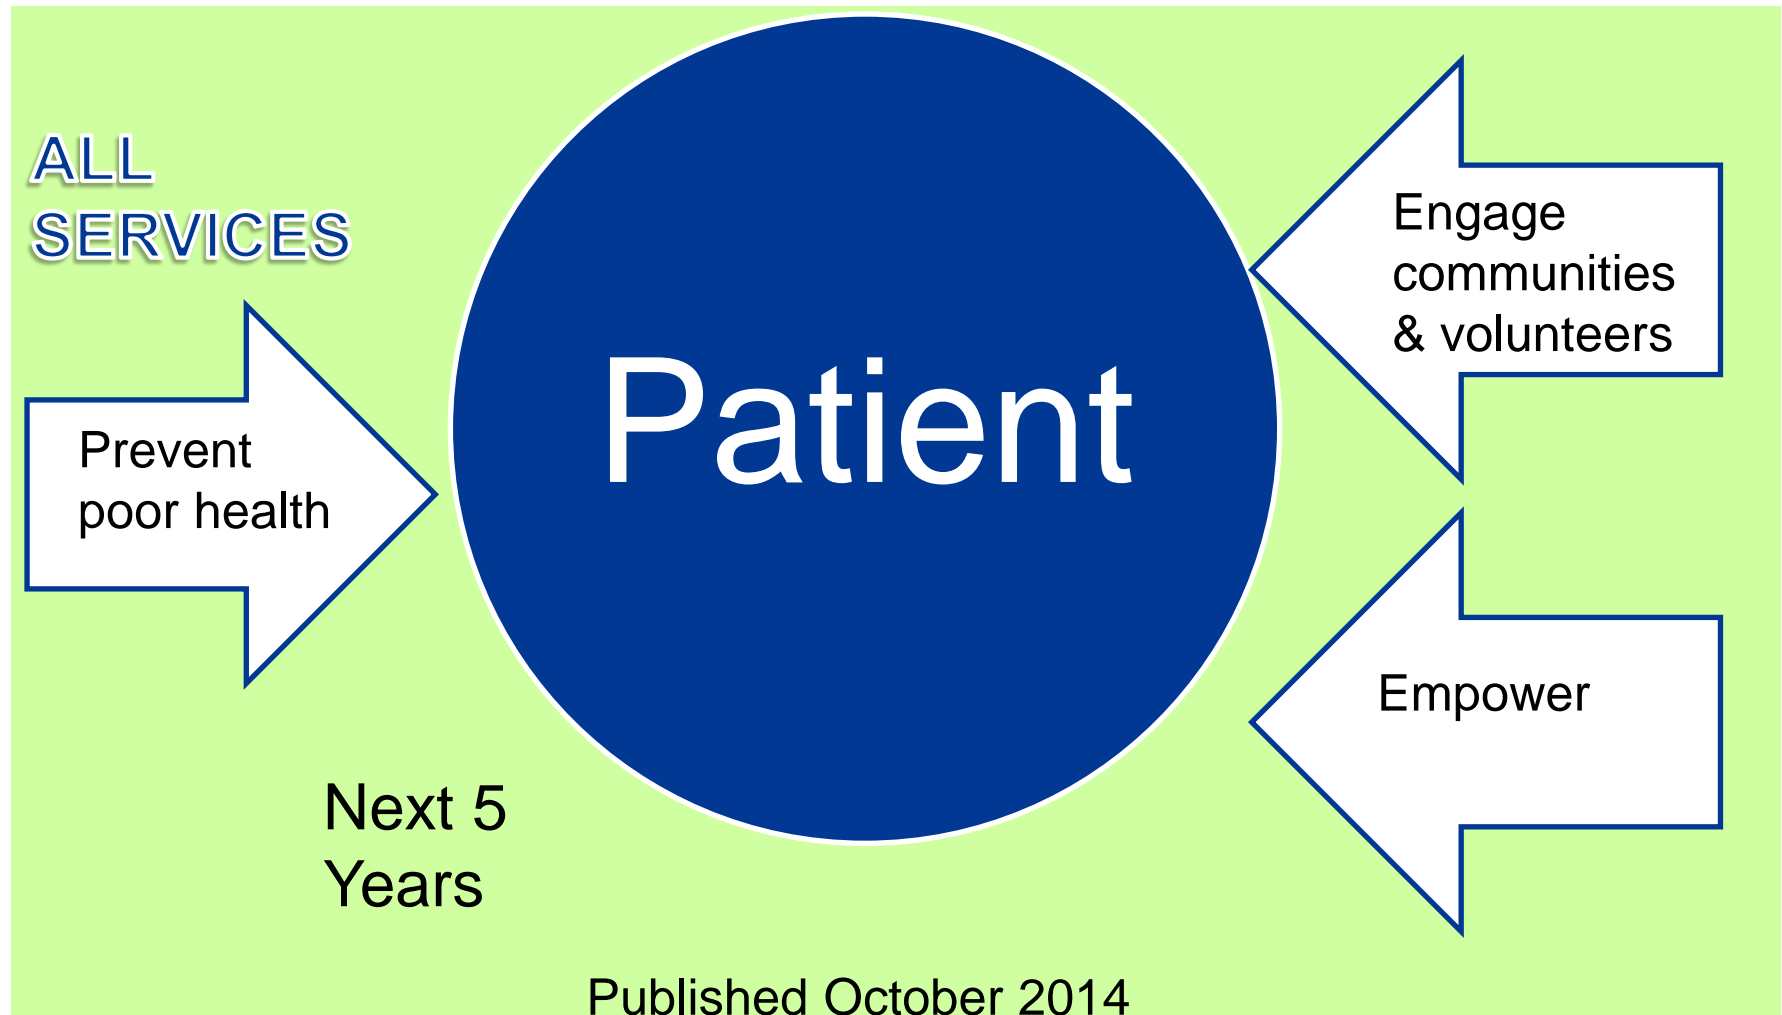 ALL
SERVICES
Prevent
poor health
Patient
Engage
communities
& volunteers
Empower
Next 5
Years
Published October 2014